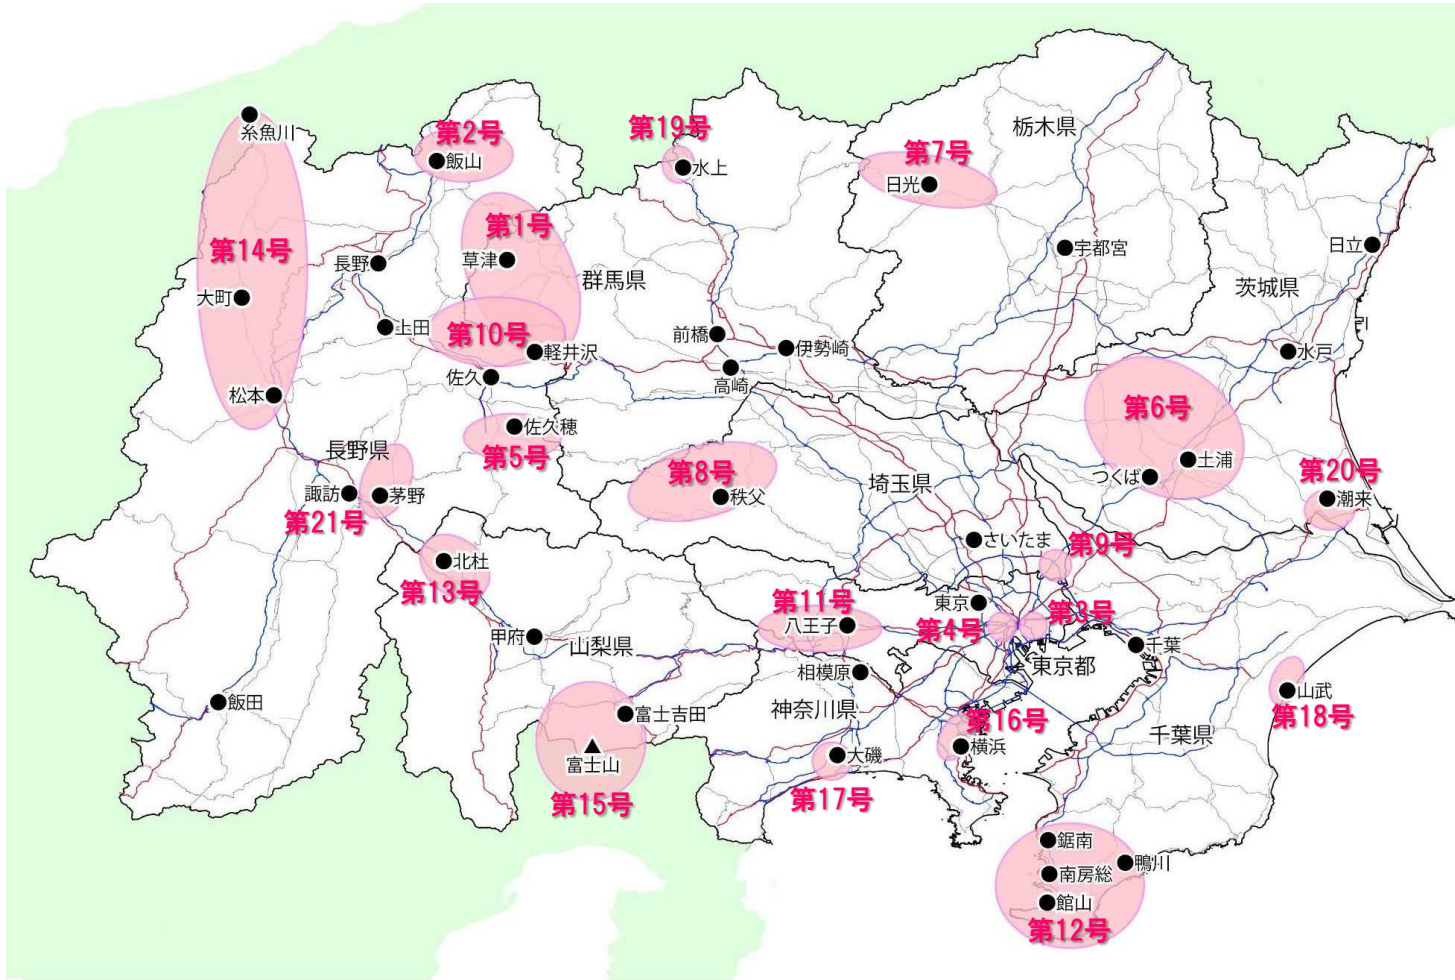 糸魚川
第2号
飯山
第19号
水上
第7号
日光
栃木県
第14号
大町
長野
第1号
草津
群馬県
宇都宮
日立
茨城県
上田
第10号
軽井沢
前橋
高崎
伊勢崎
水戸
松本
佐久
佐久穂
第5号
長野県
諏訪
茅野
第21号
第8号
秩父
埼玉県
第6号
土浦
つくば
第20号
潮来
北杜
第13号
さいたま
第9号
甲府
山梨県
第11号
八王子
東京
第4号
第3号
千葉
東京都
相模原
飯田
富士吉田
富士山
第15号
神奈川県
第16号
横浜
大磯
第17号
千葉県
山武
第18号
鋸南
鴨川
南房総
館山
第12号